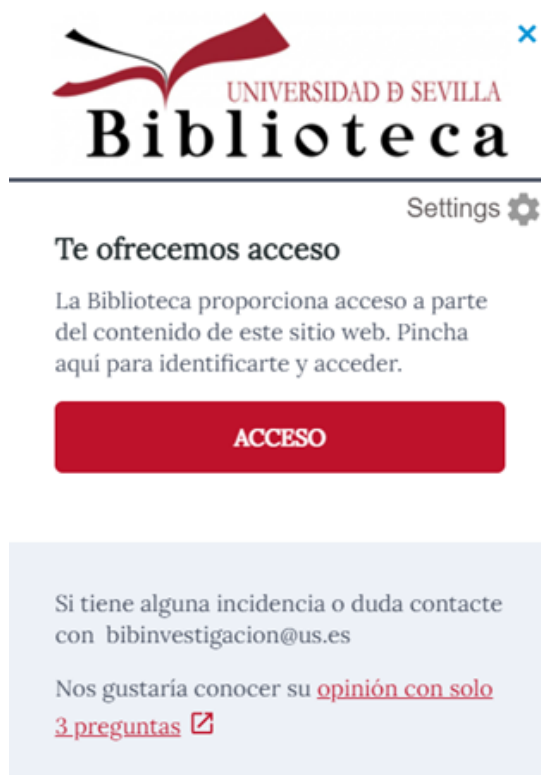 UNIVERSIDAD Ð SEVILLA
Biblioteca
Settings
Te ofrecemos acceso
La Biblioteca proporciona acceso a parte
del contenido de este sitio web. Pincha
aquí para identificarte y acceder.
ACCESO
Si tiene alguna incidencia o duda contacte
con bibinvestigacion@us.es
Nos gustaría conocer su opinión con solo
3 preguntas